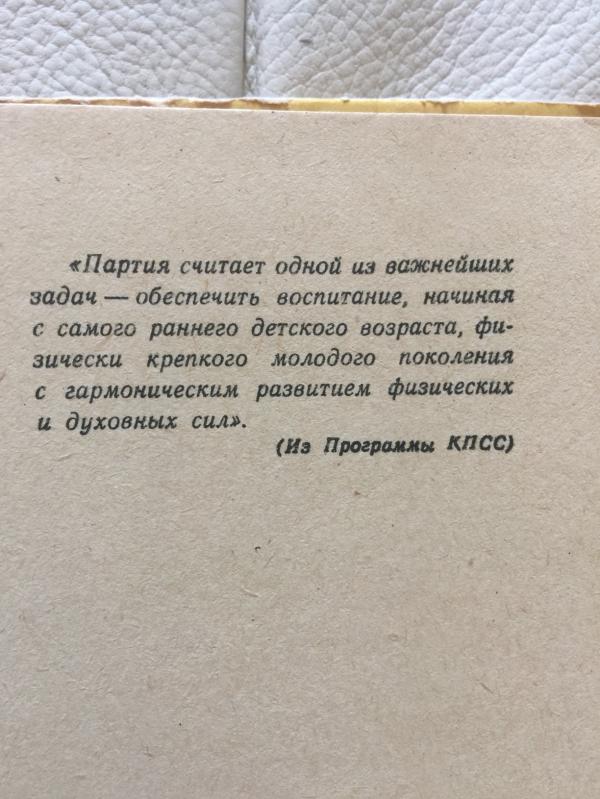 «Партия считает одной из важнейших
задач — обеспечить воспитание, начиная
с самого раннего детского возраста, фи-
зически крепкого молодого поколения
с гармоническим развитием физических
и духовных сил».
(Из Программы КПСС)